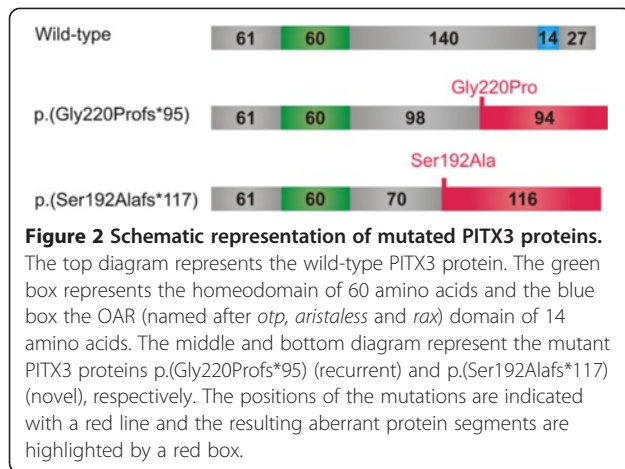 Wild-type 61 60 140 14 27
Gly220Pro
p.(Gly220Profs*95) 61 60 98 94
Ser192Ala
p.(Ser192Alafs*117) 61 60 70 116
Figure 2 Schematic representation of mutated PITX3 proteins.
The top diagram represents the wild-type PITX3 protein. The green
box represents the homeodomain of 60 amino acids and the blue
box the OAR (named after otp, aristaless and rax) domain of 14
amino acids. The middle and bottom diagram represent the mutant
PITX3 proteins p.(Gly220Profs*95) (recurrent) and p.(Ser192Alafs*117)
(novel), respectively. The positions of the mutations are indicated
with a red line and the resulting aberrant protein segments are
highlighted by a red box.